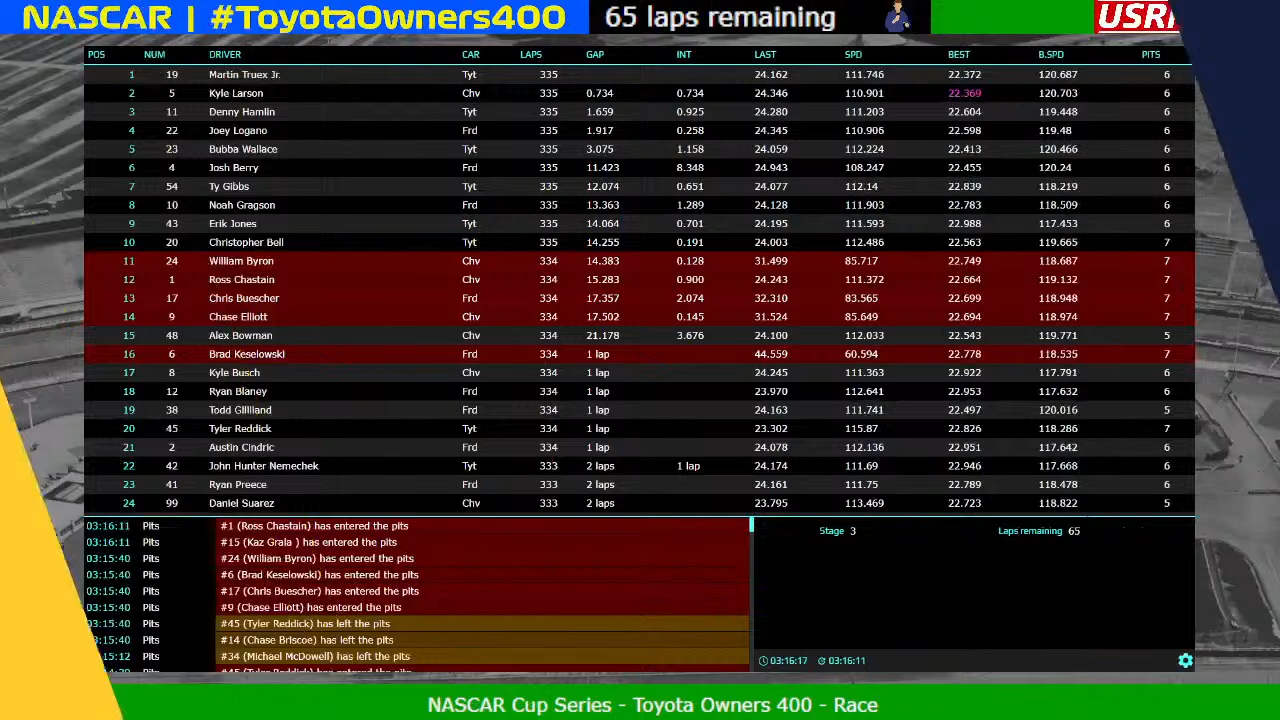 NASCAR | #ToyotaOwners400 65 laps remaining
POS NUM DRIVER CAR LAPS GAP INT LAST SPD BEST B.SPD PITS
1 19 Martin Truex Jr. Tyt 335 24.162 111.746 22.372 120.687 6
2 5 Kyle Larson Chv 335 0.734 0.734 24.346 110.901 22.369 120.703 6
3 11 Denny Hamlin Tyt 335 1.659 0.925 24.280 111.203 22.604 119.448 6
4 22 Joey Logano Frd 335 1.917 0.258 24.345 110.906 22.598 119.48 6
5 23 Bubba Wallace Tyt 335 3.075 1.158 24.059 112.224 22.413 120.466 6
6 4 Josh Berry Frd 335 11.423 8.348 24.943 108.247 22.455 120.24 6
7 54 Ty Gibbs Tyt 335 12.074 0.651 24.077 112.14 22.839 118.219 6
8 10 Noah Gragson Frd 335 13.363 1.289 24.128 111.903 22.783 118.509 6
9 43 Erik Jones Tyt 335 14.064 0.701 24.195 111.593 22.988 117.453 6
10 20 Christopher Bell Tyt 335 14.255 0.191 24.003 112.486 22.563 119.665 7
11 24 William Byron Chv 334 14.383 0.128 31.499 85.717 22.749 118.687 7
12 1 Ross Chastain Chv 334 15.283 0.900 24.243 111.372 22.664 119.132 7
13 17 Chris Buescher Frd 334 17.357 2.074 32.310 83.565 22.699 118.948 7
14 9 Chase Elliott Chv 334 17.502 0.145 31.524 85.649 22.694 118.974 7
15 48 Alex Bowman Chv 334 21.178 3.676 24.100 112.033 22.543 119.771 5
16 6 Brad Keselowski Frd 334 1 lap 44.559 60.594 22.778 118.535 7
17 8 Kyle Busch Chv 334 1 lap 24.245 111.363 22.922 117.791 6
18 12 Ryan Blaney Frd 334 1 lap 23.970 112.641 22.953 117.632 6
19 38 Todd Gilliland Frd 334 1 lap 24.163 111.741 22.497 120.016 5
20 45 Tyler Reddick Tyt 334 1 lap 23.302 115.87 22.826 118.286 7
21 2 Austin Cindric Frd 334 1 lap 24.078 112.136 22.951 117.642 6
22 42 John Hunter Nemechek Tyt 333 2 laps 1 lap 24.174 111.69 22.946 117.668 6
23 41 Ryan Preece Frd 333 2 laps 24.161 111.75 22.789 118.478 6
24 99 Daniel Suarez Chv 333 2 laps 23.795 113.469 22.723 118.822 5
03:16:11 Pits #1 (Ross Chastain) has entered the pits
03:16:11 Pits #15 (Kaz Grala ) has entered the pits
03:15:40 Pits #24 (William Byron) has entered the pits
03:15:40 Pits #6 (Brad Keselowski) has entered the pits
03:15:40 Pits #17 (Chris Buescher) has entered the pits
03:15:40 Pits #9 (Chase Elliott) has entered the pits
03:15:40 Pits #45 (Tyler Reddick) has left the pits
03:15:40 Pits #14 (Chase Briscoe) has left the pits
:15:12 Pits #34 (Michael McDowell) has left the pits
Stage 3 Laps remaining 65
03:16:17 03:16:11
NASCAR Cup Series - Toyota Owners 400 - Race